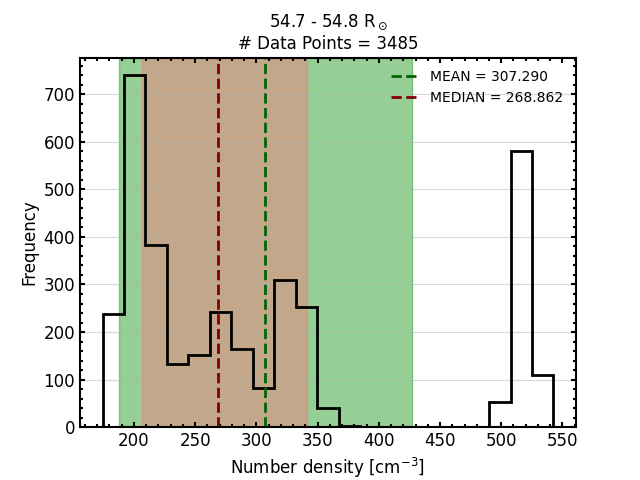 54.7 - 54.8 R⊙
# Data Points = 3485
MEAN = 307.290
MEDIAN = 268.862
Frequency
700
600
500
400
300
200
100
0
200 250 300 350 400 450 500 550
Number density [cm⁻³]